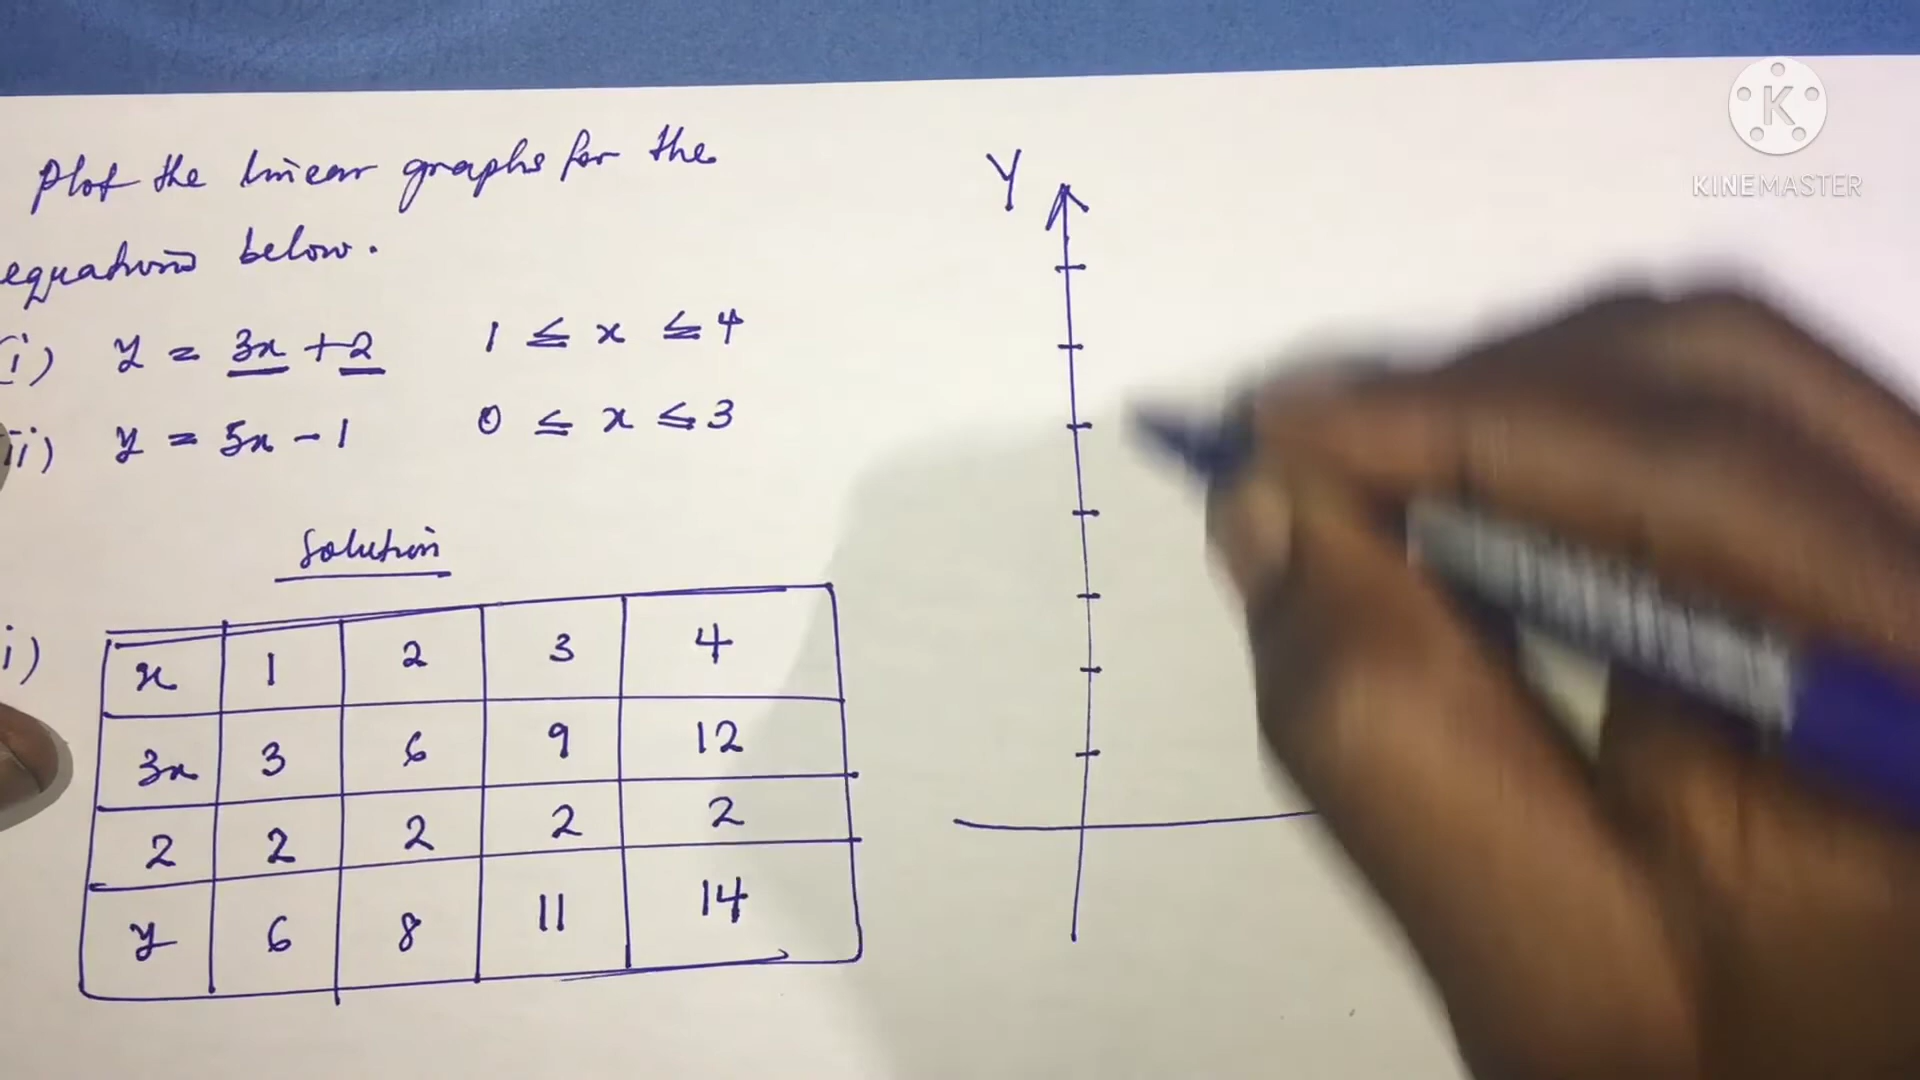 Plot the linear graphs for the
equations below.
(i) y = 3x + 2 1 ≤ x ≤ 4
ii) y = 5x - 1 0 ≤ x ≤ 3
Solution
i)
x 1 2 3 4
3x 3 6 9 12
2 2 2 2 2
y 6 8 11 14
Y
K
KINEMASTER